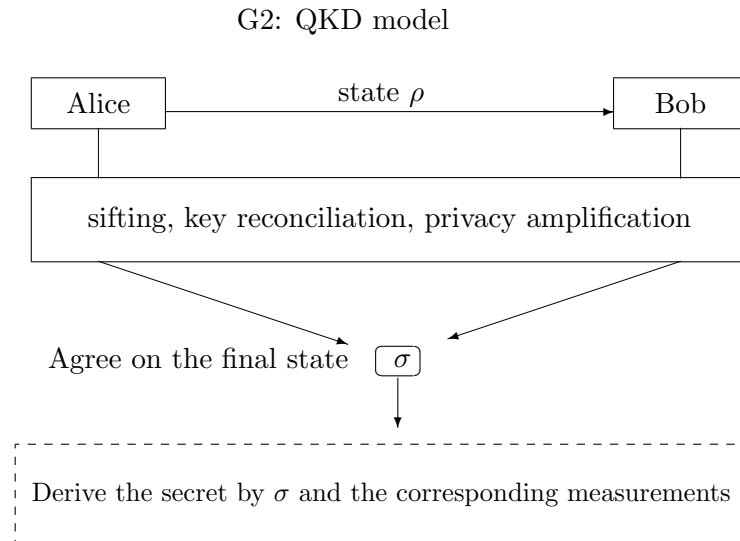 G2: QKD model
Alice
state ρ
Bob
sifting, key reconciliation, privacy amplification
Agree on the final state σ
Derive the secret by σ and the corresponding measurements